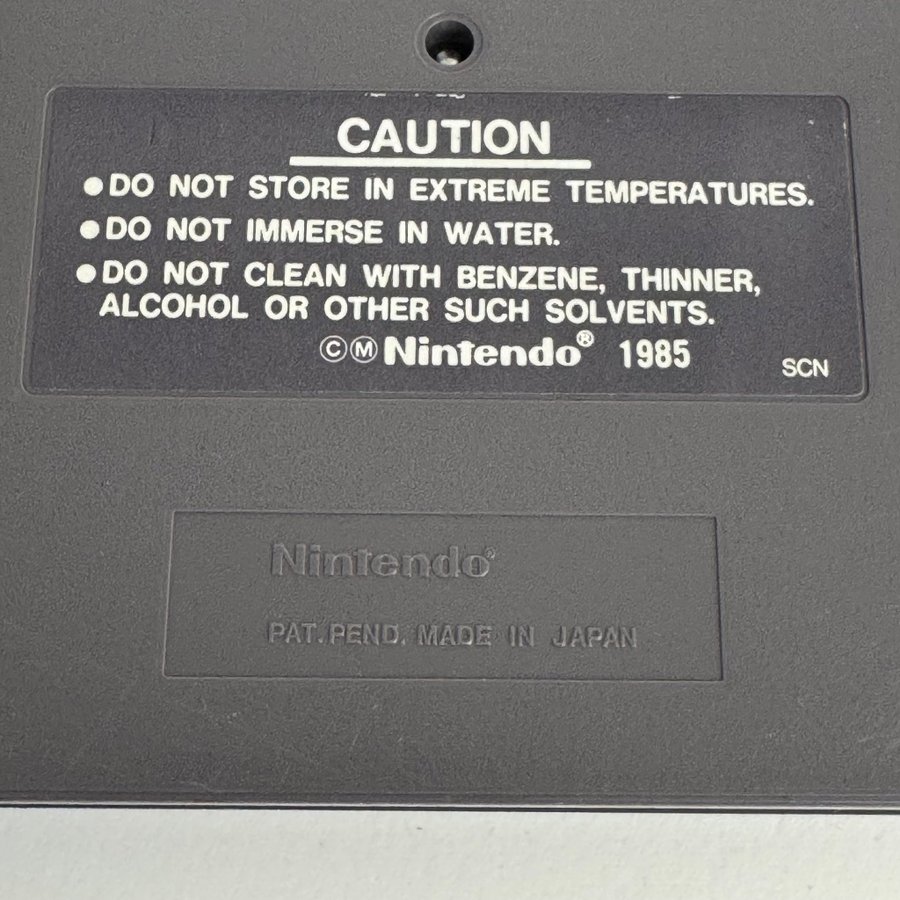 CAUTION
●DO NOT STORE IN EXTREME TEMPERATURES.
●DO NOT IMMERSE IN WATER.
●DO NOT CLEAN WITH BENZENE, THINNER,
ALCOHOL OR OTHER SUCH SOLVENTS.
ⒸⓂNintendo® 1985
SCN
Nintendo®
PAT. PEND. MADE IN JAPAN